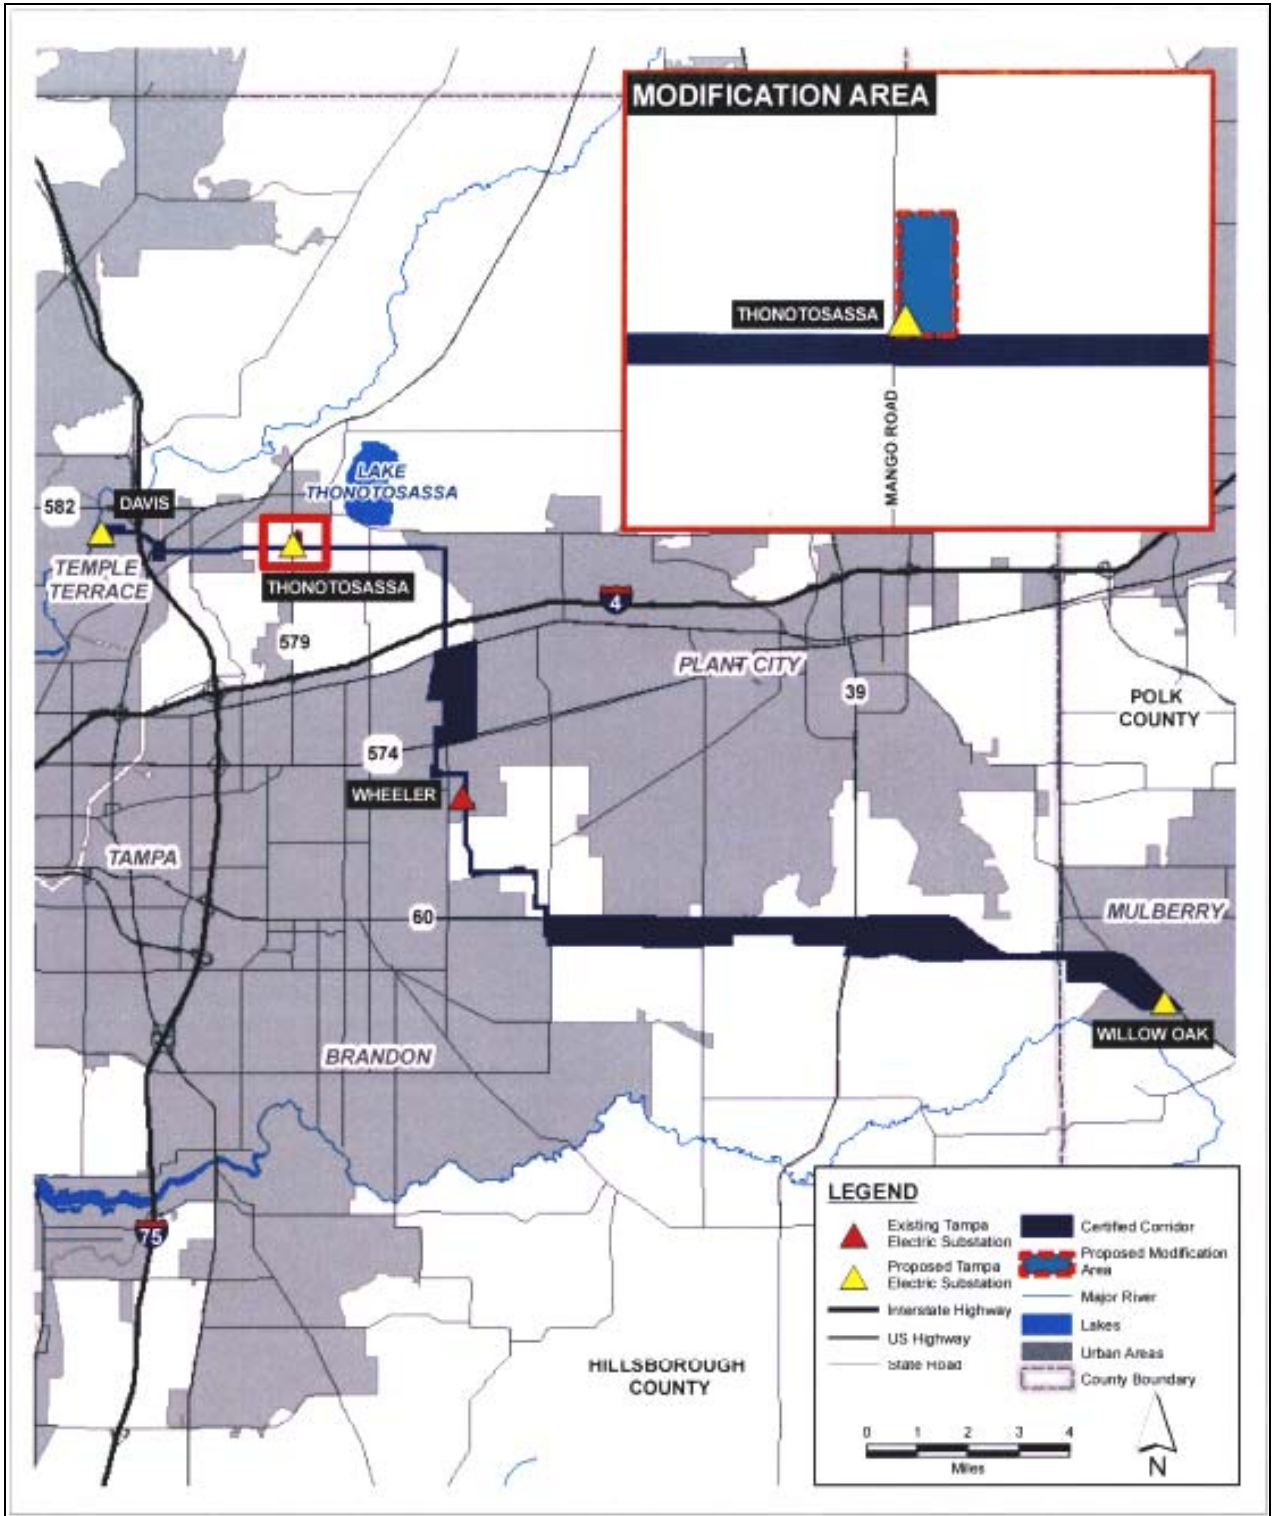 MODIFICATION AREA
THONOTOSASSA
MANGO ROAD
LAKE
THONOTOSASSA
582
DAVIS
TEMPLE
TERRACE
THONOTOSASSA
4
579
PLANT CITY
39
POLK
COUNTY
574
WHEELER
TAMPA
60
MULBERRY
WILLOW OAK
BRANDON
75
HILLSBOROUGH
COUNTY
LEGEND
Existing Tampa
Electric Substation
Proposed Tampa
Electric Substation
Interstate Highway
US Highway
State Road
Certified Corridor
Proposed Modification
Area
Major River
Lakes
Urban Areas
County Boundary
0 1 2 3 4
Miles
N